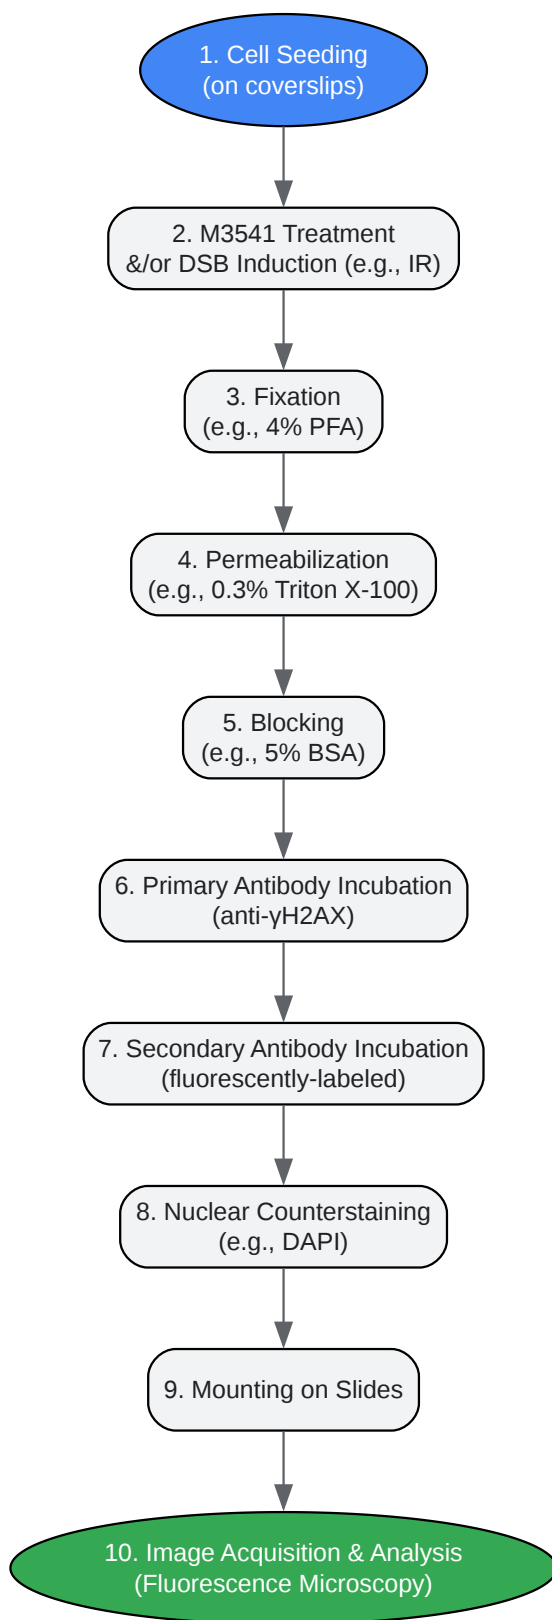 1. Cell Seeding
(on coverslips)
2. M3541 Treatment
&/or DSB Induction (e.g., IR)
3. Fixation
(e.g., 4% PFA)
4. Permeabilization
(e.g., 0.3% Triton X-100)
5. Blocking
(e.g., 5% BSA)
6. Primary Antibody Incubation
(anti-γH2AX)
7. Secondary Antibody Incubation
(fluorescently-labeled)
8. Nuclear Counterstaining
(e.g., DAPI)
9. Mounting on Slides
10. Image Acquisition & Analysis
(Fluorescence Microscopy)